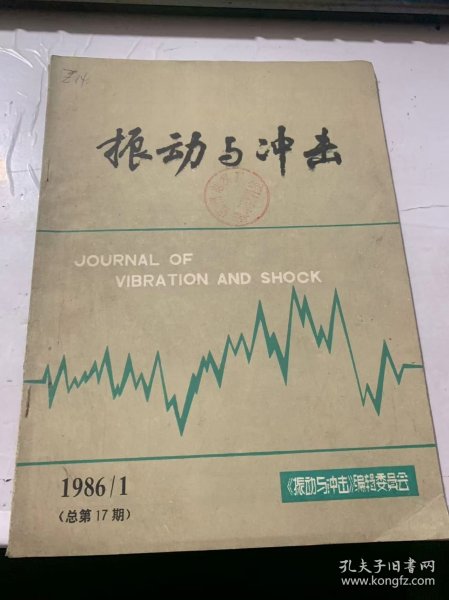 振动与冲击
JOURNAL OF
VIBRATION AND SHOCK
1986/1
(总第17期)
《振动与冲击》编辑委员会
孔夫子旧书网
www.kongfz.com